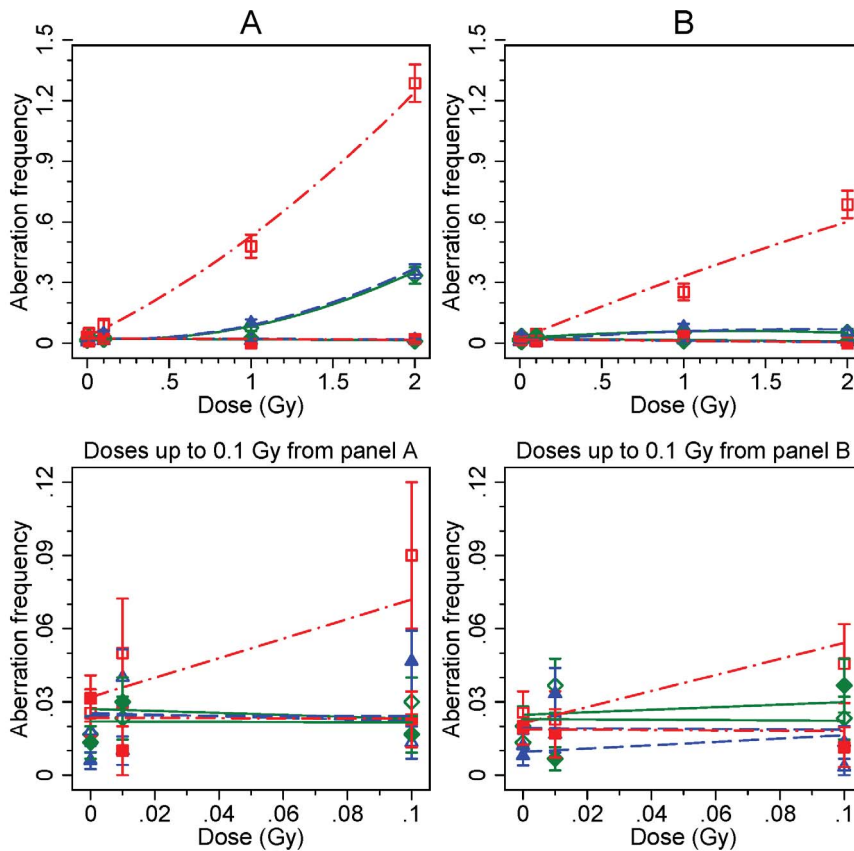 A
B
1.5
1.2
.9
.6
.3
0
Aberration frequency
0 .5 1 1.5 2
Dose (Gy)
1.5
1.2
.9
.6
.3
0
Aberration frequency
0 .5 1 1.5 2
Dose (Gy)
Doses up to 0.1 Gy from panel A
Doses up to 0.1 Gy from panel B
.12
.09
.06
.03
0
Aberration frequency
0 .02 .04 .06 .08 .1
Dose (Gy)
.12
.09
.06
.03
0
Aberration frequency
0 .02 .04 .06 .08 .1
Dose (Gy)